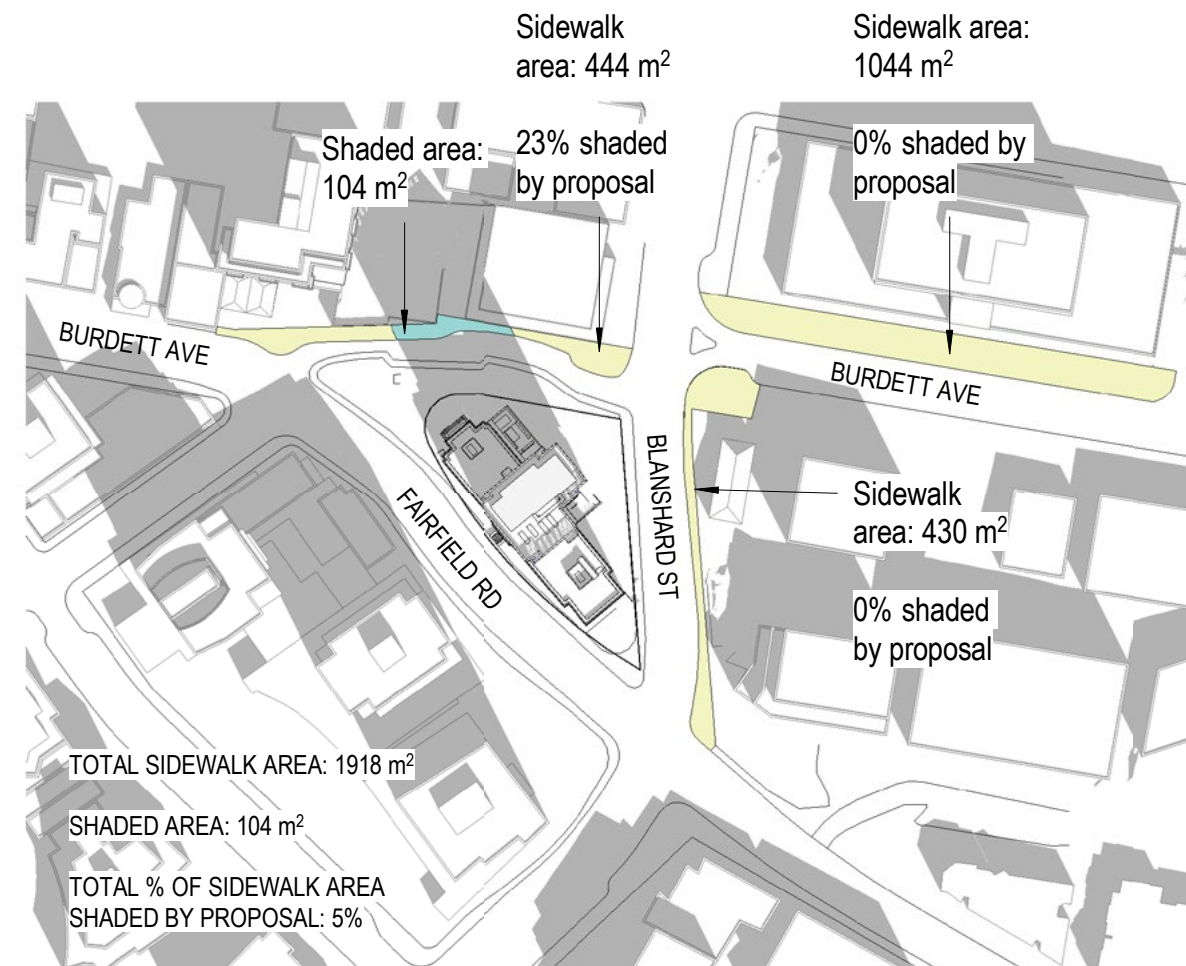 Sidewalk
area: 444 m²
Sidewalk area:
1044 m²
Shaded area:
104 m²
23% shaded
by proposal
0% shaded by
proposal
BURDETT AVE
BURDETT AVE
FAIRFIELD RD
BLANSHARD ST
Sidewalk
area: 430 m²
0% shaded
by proposal
TOTAL SIDEWALK AREA: 1918 m²
SHADED AREA: 104 m²
TOTAL % OF SIDEWALK AREA
SHADED BY PROPOSAL: 5%